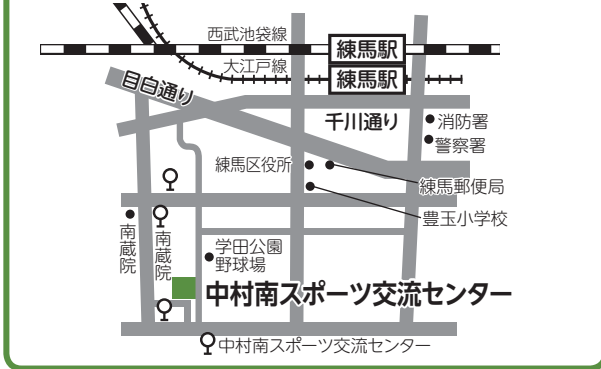 西武池袋線
練馬駅
大江戸線
練馬駅
目白通り
千川通り
消防署
警察署
練馬区役所
練馬郵便局
豊玉小学校
南蔵院
南蔵院
学田公園
野球場
中村南スポーツ交流センター
中村南スポーツ交流センター